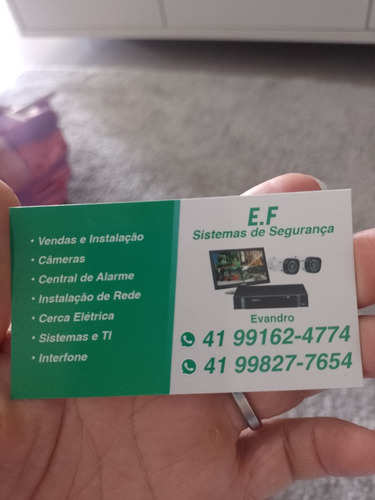 • Vendas e Instalação
• Câmeras
• Central de Alarme
• Instalação de Rede
• Cerca Elétrica
• Sistemas e TI
• Interfone
E.F
Sistemas de Segurança
Evandro
41 99162-4774
41 99827-7654